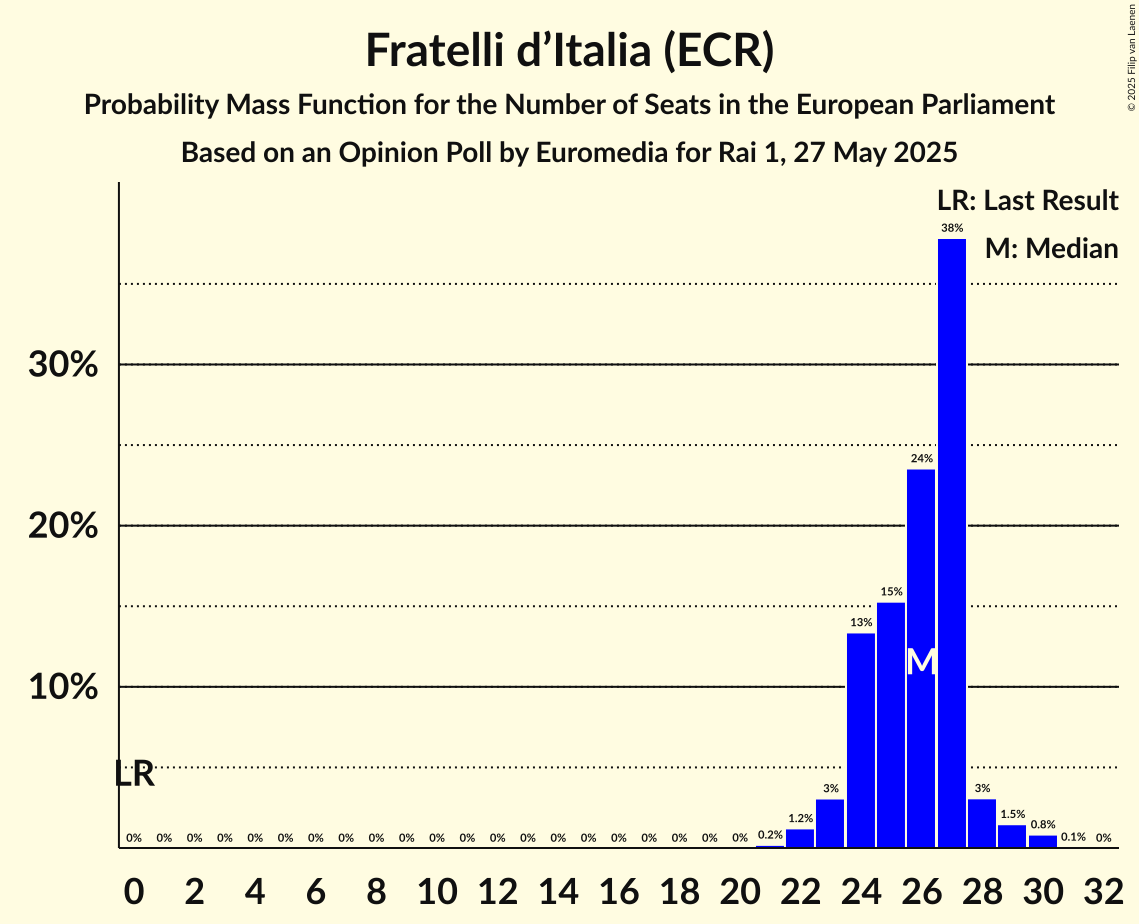 Fratelli d’Italia (ECR)
Probability Mass Function for the Number of Seats in the European Parliament
Based on an Opinion Poll by Euromedia for Rai 1, 27 May 2025
© 2025 Filip van Laenen
LR: Last Result
M: Median
30%
20%
10%
LR
M
0% 0% 0% 0% 0% 0% 0% 0% 0% 0% 0% 0% 0% 0% 0% 0% 0% 0% 0% 0% 0% 0.2% 1.2% 3% 13% 15% 24% 38% 3% 1.5% 0.8% 0.1% 0%
0 2 4 6 8 10 12 14 16 18 20 22 24 26 28 30 32